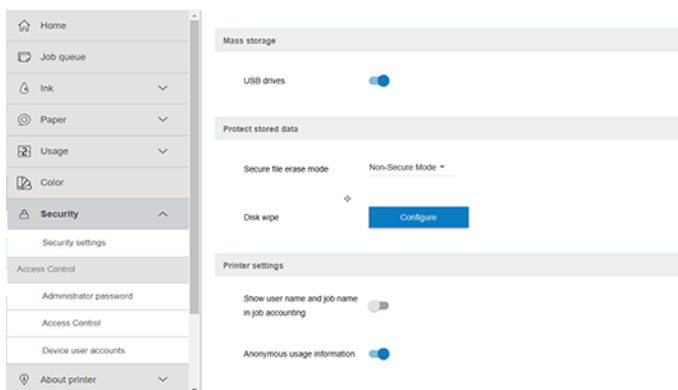 Home
Job queue
Ink
Paper
Usage
Color
Security
Security settings
Access Control
Administrator password
Access Control
Device user accounts
About printer
Mass storage
USB drives
Protect stored data
Secure file erase mode
Non-Secure Mode
Disk wipe
Configure
Printer settings
Show user name and job name
in job accounting
Anonymous usage information